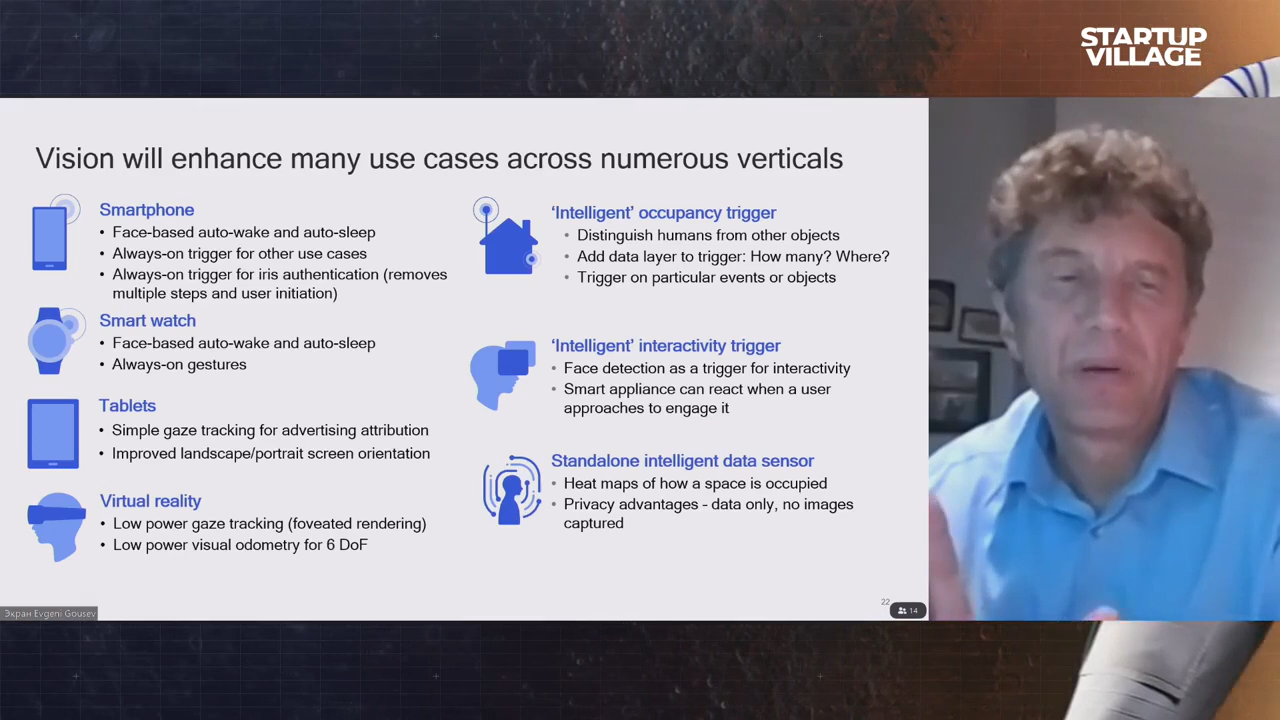 STARTUP
VILLAGE
Vision will enhance many use cases across numerous verticals
Smartphone
• Face-based auto-wake and auto-sleep
• Always-on trigger for other use cases
• Always-on trigger for iris authentication (removes
multiple steps and user initiation)
Smart watch
• Face-based auto-wake and auto-sleep
• Always-on gestures
Tablets
• Simple gaze tracking for advertising attribution
• Improved landscape/portrait screen orientation
Virtual reality
• Low power gaze tracking (foveated rendering)
• Low power visual odometry for 6 DoF
‘Intelligent’ occupancy trigger
• Distinguish humans from other objects
• Add data layer to trigger: How many? Where?
• Trigger on particular events or objects
‘Intelligent’ interactivity trigger
• Face detection as a trigger for interactivity
• Smart appliance can react when a user
approaches to engage it
Standalone intelligent data sensor
• Heat maps of how a space is occupied
• Privacy advantages - data only, no images
captured
22
14
Экран Evgeni Gousev